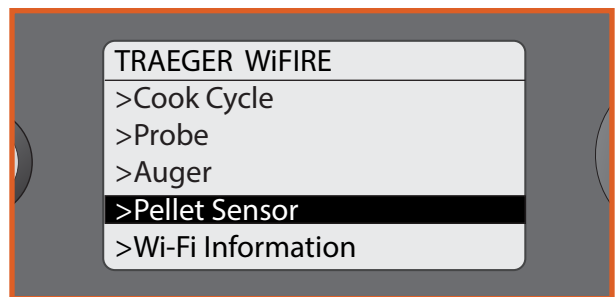 TRAEGER WiFIRE
>Cook Cycle
>Probe
>Auger
>Pellet Sensor
>Wi-Fi Information